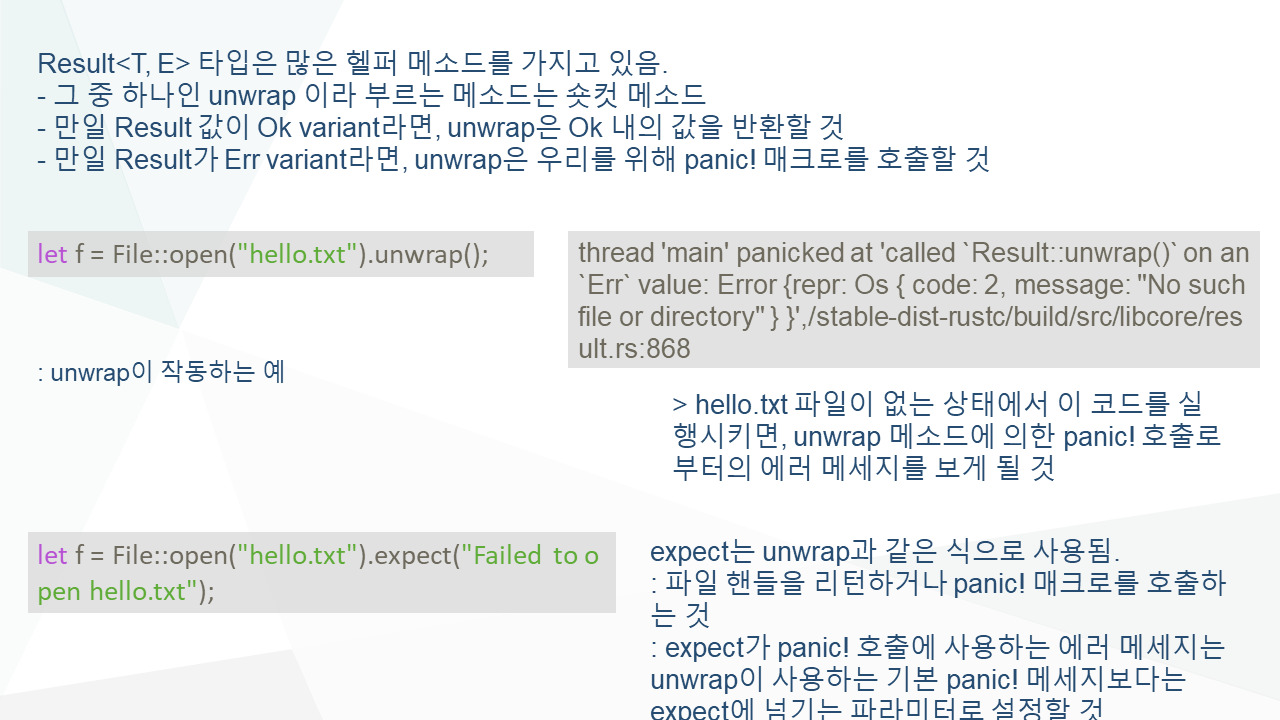 Result<T, E> 타입은 많은 헬퍼 메소드를 가지고 있음.
- 그 중 하나인 unwrap 이라 부르는 메소드는 숏컷 메소드
- 만일 Result 값이 Ok variant라면, unwrap은 Ok 내의 값을 반환할 것
- 만일 Result가 Err variant라면, unwrap은 우리를 위해 panic! 매크로를 호출할 것
let f = File::open("hello.txt").unwrap();
: unwrap이 작동하는 예
thread 'main' panicked at 'called `Result::unwrap()` on an
`Err` value: Error {repr: Os { code: 2, message: "No such
file or directory" } }',/stable-dist-rustc/build/src/libcore/res
ult.rs:868
> hello.txt 파일이 없는 상태에서 이 코드를 실
행시키면, unwrap 메소드에 의한 panic! 호출로
부터의 에러 메세지를 보게 될 것
let f = File::open("hello.txt").expect("Failed to o
pen hello.txt");
expect는 unwrap과 같은 식으로 사용됨.
: 파일 핸들을 리턴하거나 panic! 매크로를 호출하
는 것
: expect가 panic! 호출에 사용하는 에러 메세지는
unwrap이 사용하는 기본 panic! 메세지보다는
expect에 넘기는 파라미터로 설정할 것